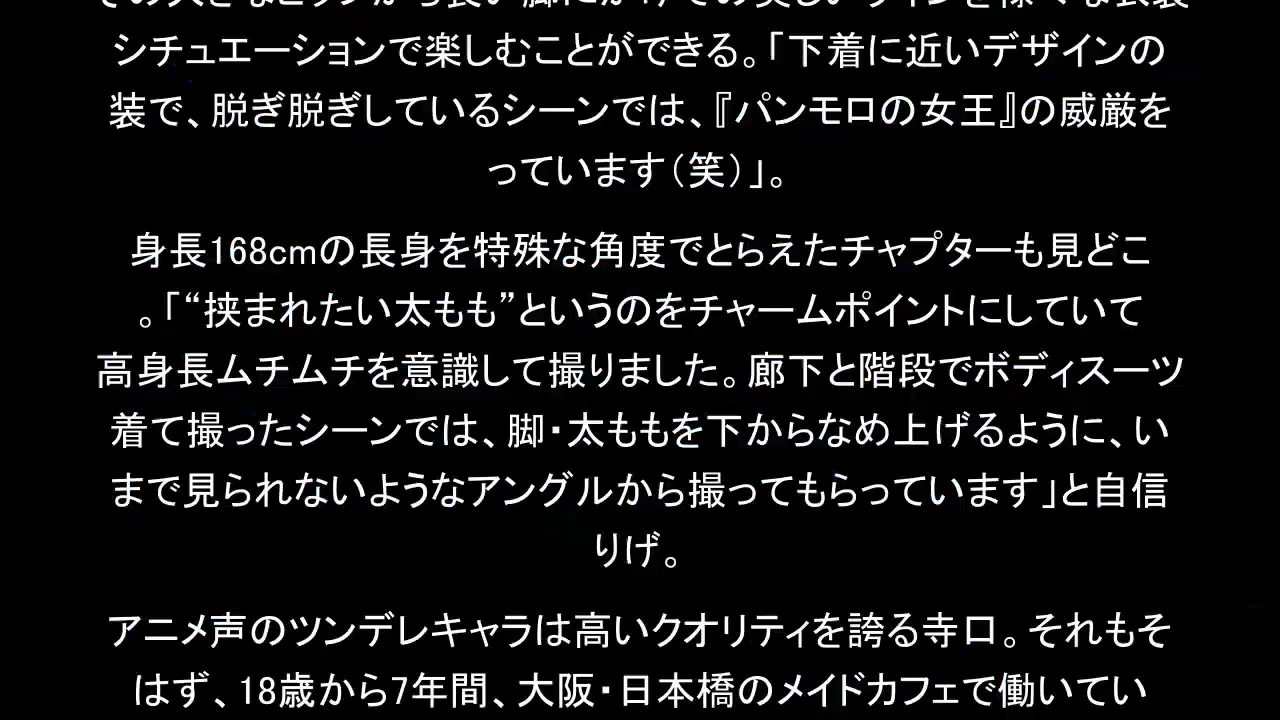 シチュエーションで楽しむことができる。「下着に近いデザインの
装で、脱ぎ脱ぎしているシーンでは、『パンモロの女王』の威厳を
っています（笑）」。
身長168cmの長身を特殊な角度でとらえたチャプターも見どこ
。「“挟まれたい太もも”というのをチャームポイントにしていて
高身長ムチムチを意識して撮りました。廊下と階段でボディスーツ
着て撮ったシーンでは、脚・太ももを下からなめ上げるように、い
まで見られないようなアングルから撮ってもらっています」と自信
りげ。
アニメ声のツンデレキャラは高いクオリティを誇る寺口。それもそ
はず、18歳から7年間、大阪・日本橋のメイドカフェで働いてい